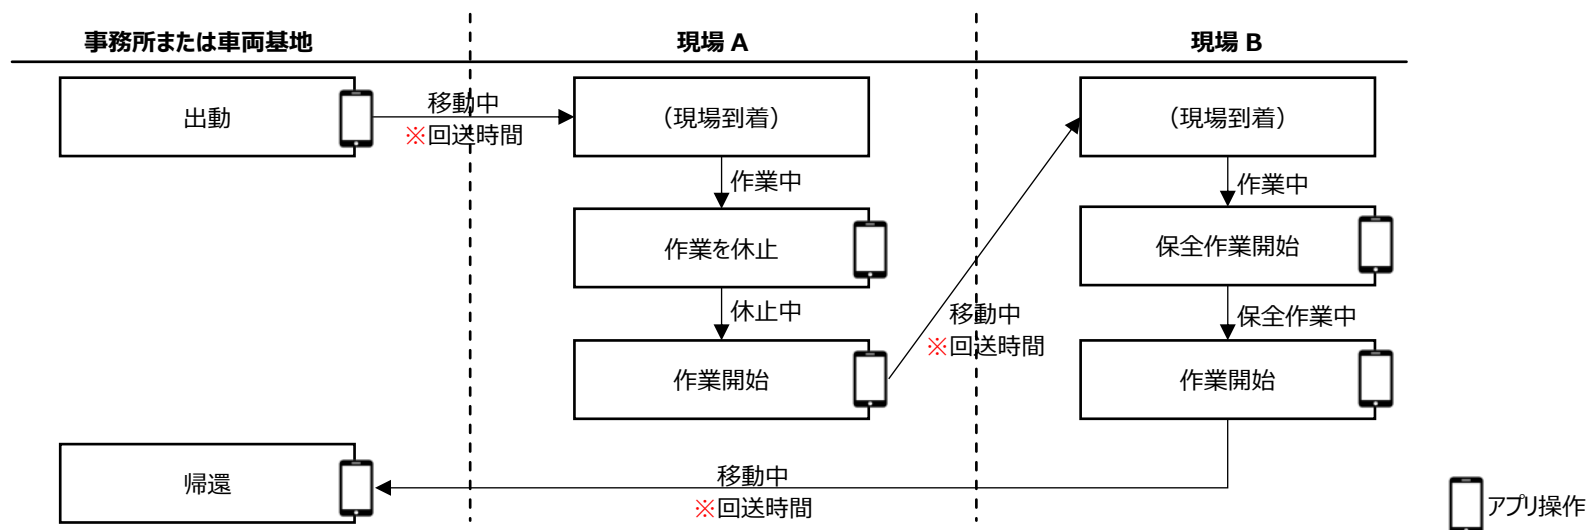 事務所または車両基地
現場 A
現場 B
出動
移動中
※回送時間
（現場到着）
（現場到着）
作業中
作業中
作業を休止
保全作業開始
休止中
移動中
※回送時間
保全作業中
作業開始
作業開始
帰還
移動中
※回送時間
アプリ操作